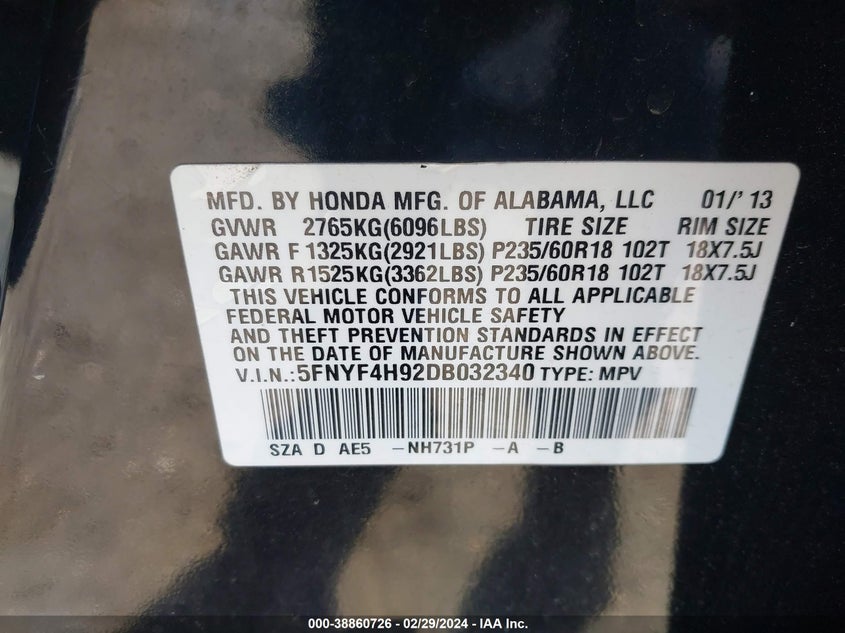 MFD. BY HONDA MFG. OF ALABAMA, LLC 01/'13
GVWR 2765KG(6096LBS) TIRE SIZE RIM SIZE
GAWR F 1325KG(2921LBS) P235/60R18 102T 18X7.5J
GAWR R1525KG(3362LBS) P235/60R18 102T 18X7.5J
THIS VEHICLE CONFORMS TO ALL APPLICABLE
FEDERAL MOTOR VEHICLE SAFETY
AND THEFT PREVENTION STANDARDS IN EFFECT
ON THE DATE OF MANUFACTURE SHOWN ABOVE.
V.I.N.:5FNYF4H92DB032340 TYPE: MPV
SZA D AE5 -NH731P -A -B
000-38860726 - 02/29/2024 - IAA Inc.